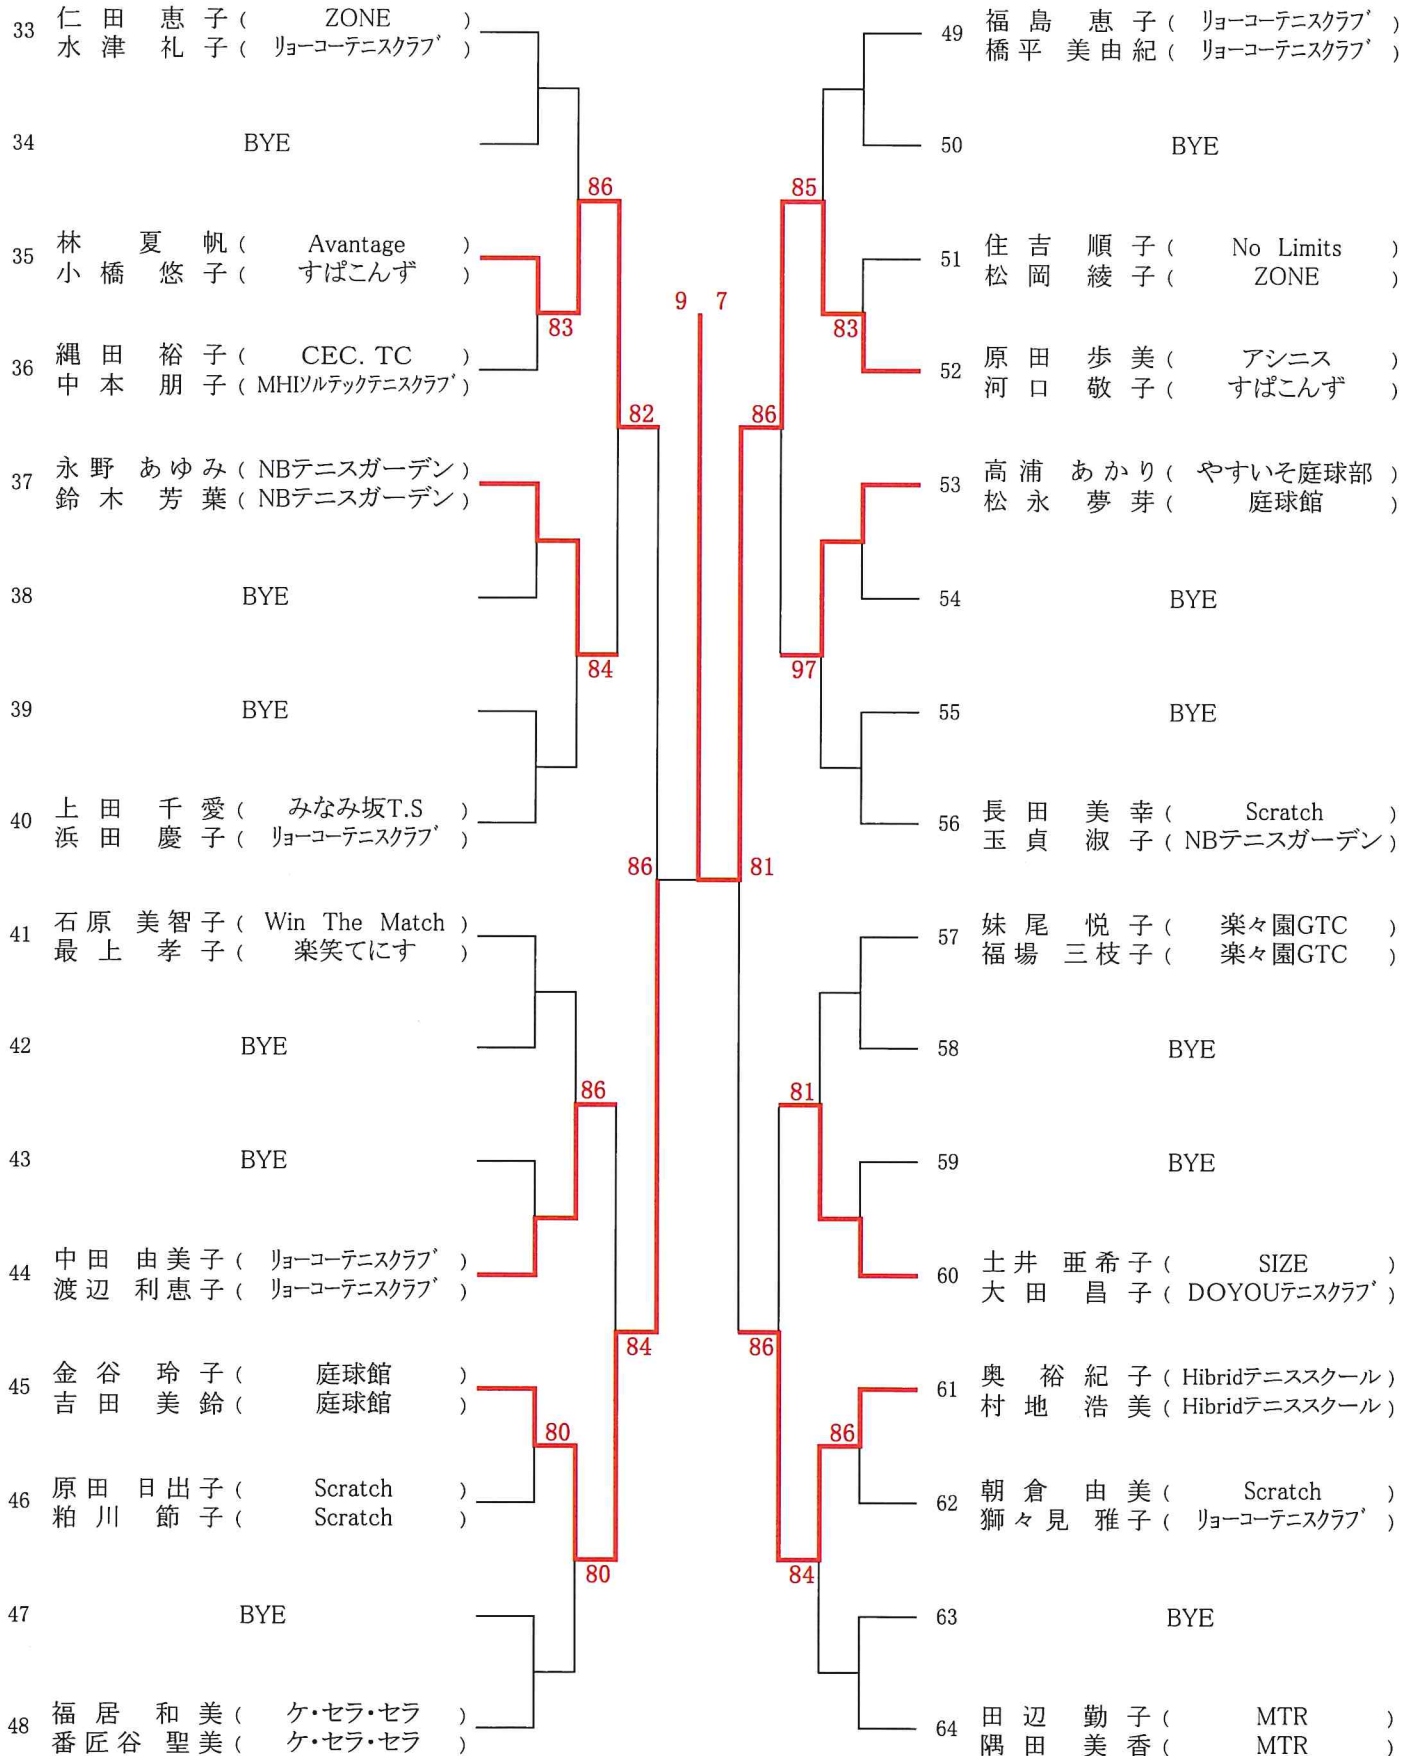 33 仁田 恵子 ( ZONE )
水津 礼子 ( リョーコーテニスクラブ )
34 BYE
86
35 林 夏帆 ( Avantage )
小橋 悠子 ( すぱこんず )
83
36 縄田 裕子 ( CEC. TC )
中本 朋子 ( MHIソルテックテニスクラブ )
82
37 永野 あゆみ ( NBテニスガーデン )
鈴木 芳葉 ( NBテニスガーデン )
38 BYE
84
39 BYE
40 上田 千愛 ( みなみ坂T.S )
浜田 慶子 ( リョーコーテニスクラブ )
86
41 石原 美智子 ( Win The Match )
最上 孝子 ( 楽笑てにす )
42 BYE
86
43 BYE
44 中田 由美子 ( リョーコーテニスクラブ )
渡辺 利恵子 ( リョーコーテニスクラブ )
84
45 金谷 玲子 ( 庭球館 )
吉田 美鈴 ( 庭球館 )
80
46 原田 日出子 ( Scratch )
粕川 節子 ( Scratch )
80
47 BYE
48 福居 和美 ( ケ・セラ・セラ )
番匠谷 聖美 ( ケ・セラ・セラ )
9 7
49 福島 恵子 ( リョーコーテニスクラブ )
橋平 美由紀 ( リョーコーテニスクラブ )
50 BYE
85
51 住吉 順子 ( No Limits )
松岡 綾子 ( ZONE )
83
52 原田 歩美 ( アシニス )
河口 敬子 ( すぱこんず )
86
53 高浦 あかり ( やすいそ庭球部 )
松永 夢芽 ( 庭球館 )
54 BYE
97
55 BYE
56 長田 美幸 ( Scratch )
玉貞 淑子 ( NBテニスガーデン )
81
57 妹尾 悦子 ( 楽々園GTC )
福場 三枝子 ( 楽々園GTC )
58 BYE
81
59 BYE
60 土井 亜希子 ( SIZE )
大田 昌子 ( DOYOUテニスクラブ )
86
61 奥 裕紀子 ( Hibridテニススクール )
村地 浩美 ( Hibridテニススクール )
86
62 朝倉 由美 ( Scratch )
獅々見 雅子 ( リョーコーテニスクラブ )
84
63 BYE
64 田辺 勤子 ( MTR )
隅田 美香 ( MTR )